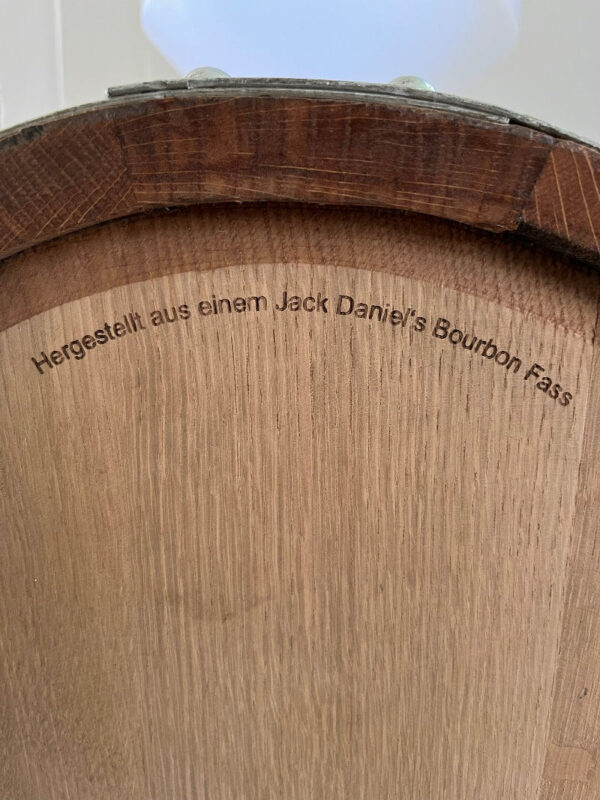 Hergestellt aus einem Jack Daniel's Bourbon Fass